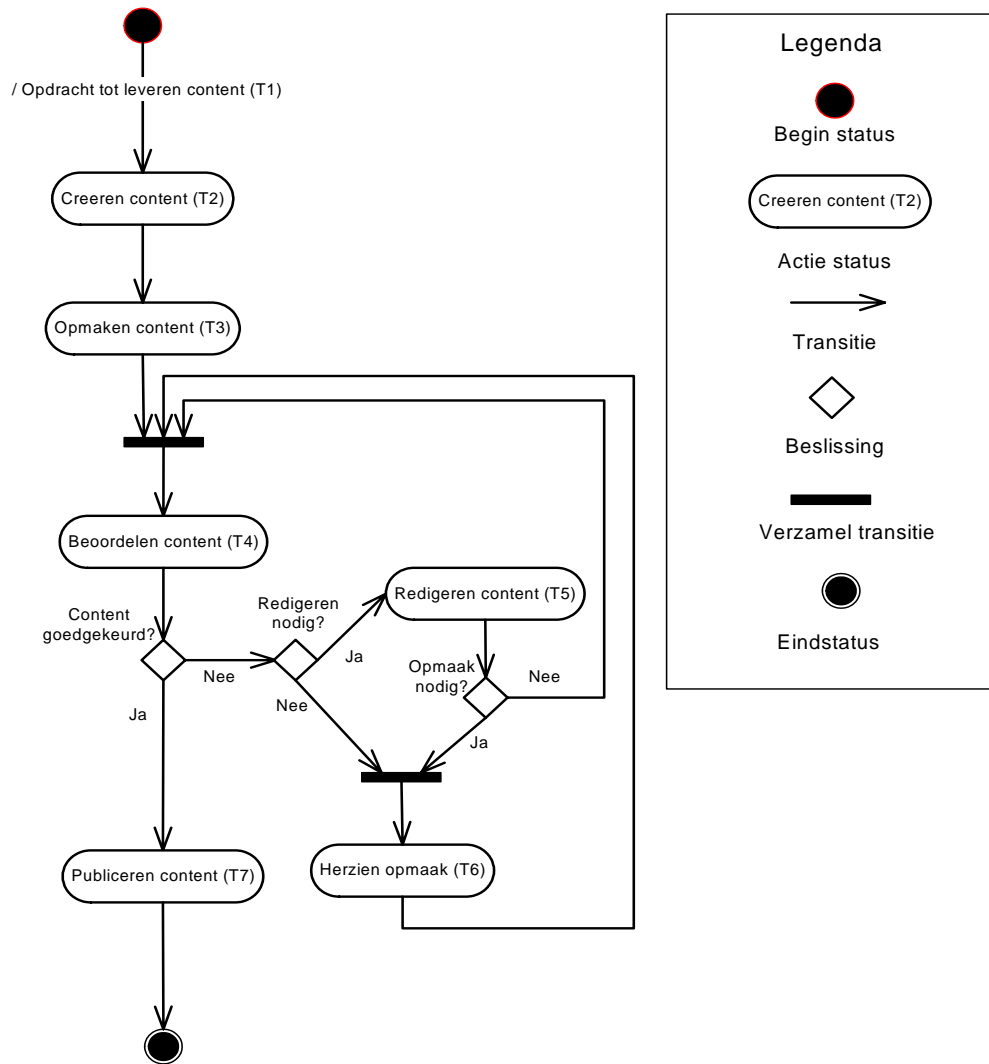 / Opdracht tot leveren content (T1)
Creeren content (T2)
Opmaken content (T3)
Beoordelen content (T4)
Content
goedgekeurd?
Nee
Ja
Redigeren
nodig?
Ja
Nee
Redigeren content (T5)
Opmaak
nodig?
Nee
Ja
Herzien opmaak (T6)
Publiceren content (T7)
Legenda
Begin status
Creeren content (T2)
Actie status
Transitie
Beslissing
Verzamel transitie
Eindstatus